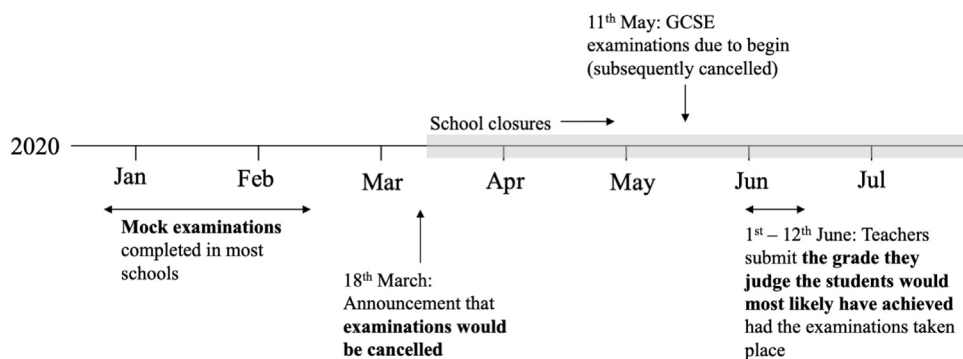 11th May: GCSE
examinations due to begin
(subsequently cancelled)
School closures
2020
Jan Feb Mar Apr May Jun Jul
Mock examinations
completed in most
schools
18th March:
Announcement that
examinations would
be cancelled
1st – 12th June: Teachers
submit the grade they
judge the students would
most likely have achieved
had the examinations taken
place